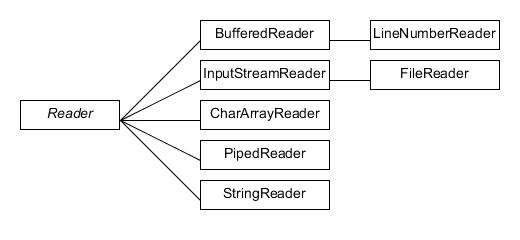 BufferedReader
LineNumberReader
InputStreamReader
FileReader
Reader
CharArrayReader
PipedReader
StringReader